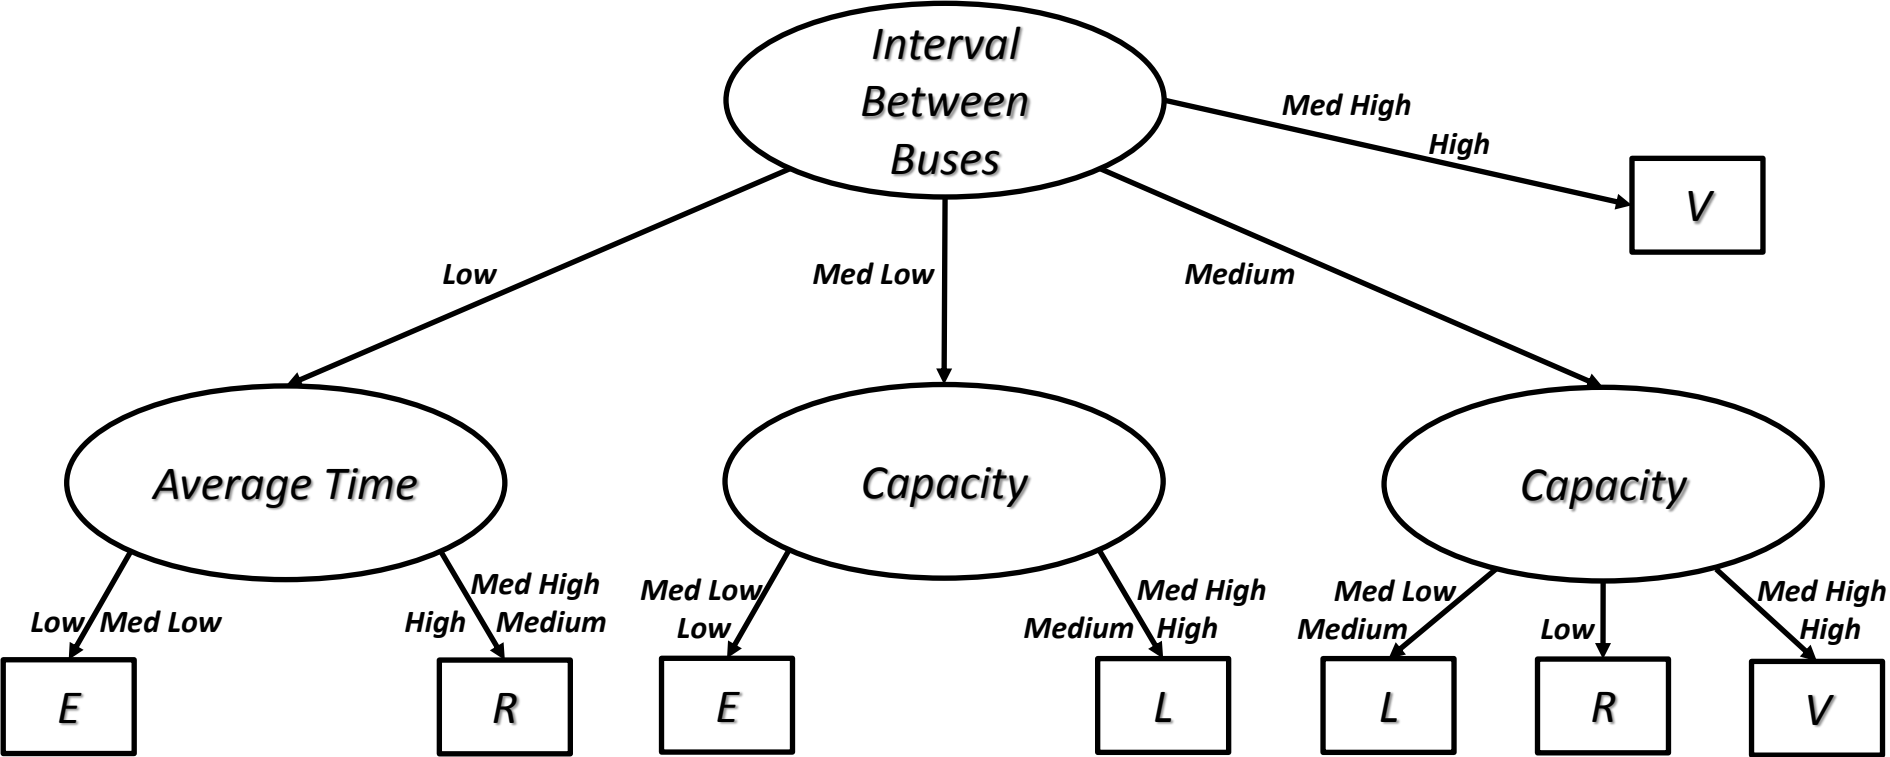 Interval
Between
Buses
Med High
High
V
Low
Med Low
Medium
Average Time
Capacity
Capacity
Low
Med Low
High
Med High
Medium
Med Low
Low
Medium
Med High
High
Med Low
Medium
Low
Med High
High
E
R
E
L
L
R
V